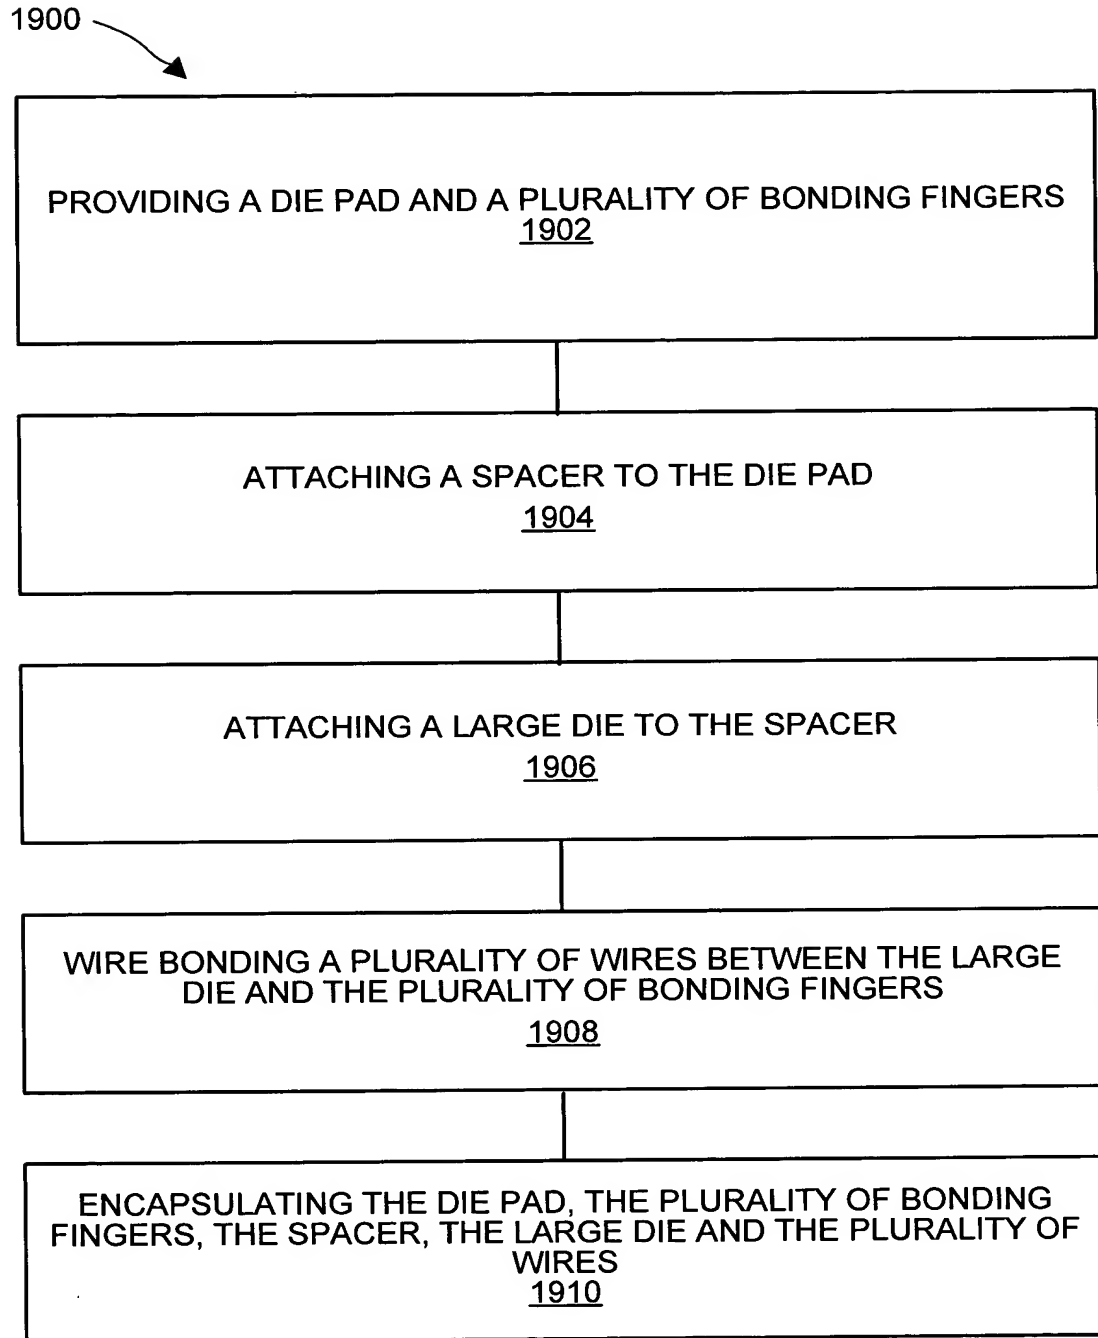 1900
PROVIDING A DIE PAD AND A PLURALITY OF BONDING FINGERS
1902
ATTACHING A SPACER TO THE DIE PAD
1904
ATTACHING A LARGE DIE TO THE SPACER
1906
WIRE BONDING A PLURALITY OF WIRES BETWEEN THE LARGE
DIE AND THE PLURALITY OF BONDING FINGERS
1908
ENCAPSULATING THE DIE PAD, THE PLURALITY OF BONDING
FINGERS, THE SPACER, THE LARGE DIE AND THE PLURALITY OF
WIRES
1910